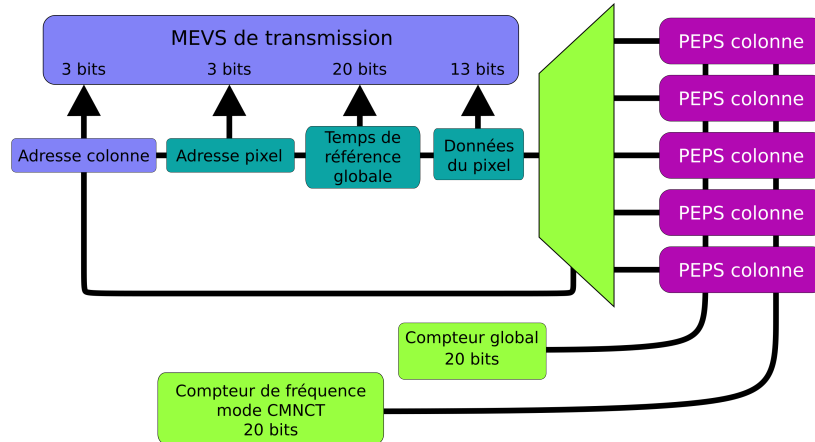 MEVS de transmission
3 bits
3 bits
20 bits
13 bits
Adresse colonne
Adresse pixel
Temps de
référence
globale
Données
du pixel
PEPS colonne
PEPS colonne
PEPS colonne
PEPS colonne
PEPS colonne
Compteur global
20 bits
Compteur de fréquence
mode CMNCT
20 bits